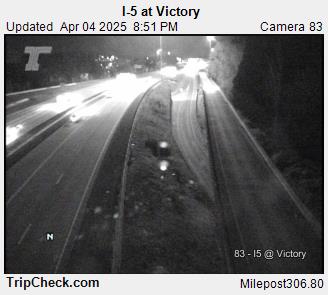 I-5 at Victory
Updated Apr 04 2025 8:51 PM Camera 83
T
N
83 - I5 @ Victory
TripCheck.com Milepost306.80